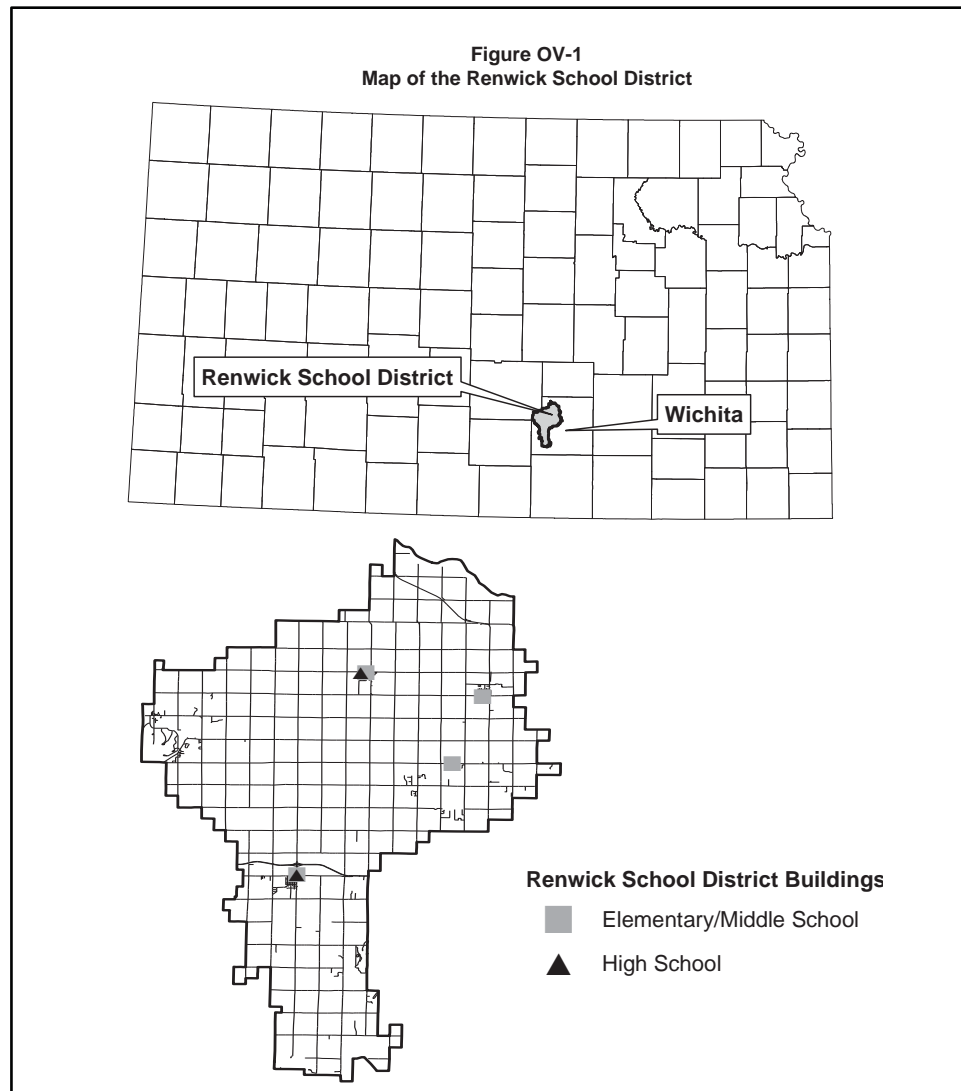 Figure OV-1
Map of the Renwick School District
Renwick School District
Wichita
Renwick School District Buildings
Elementary/Middle School
High School